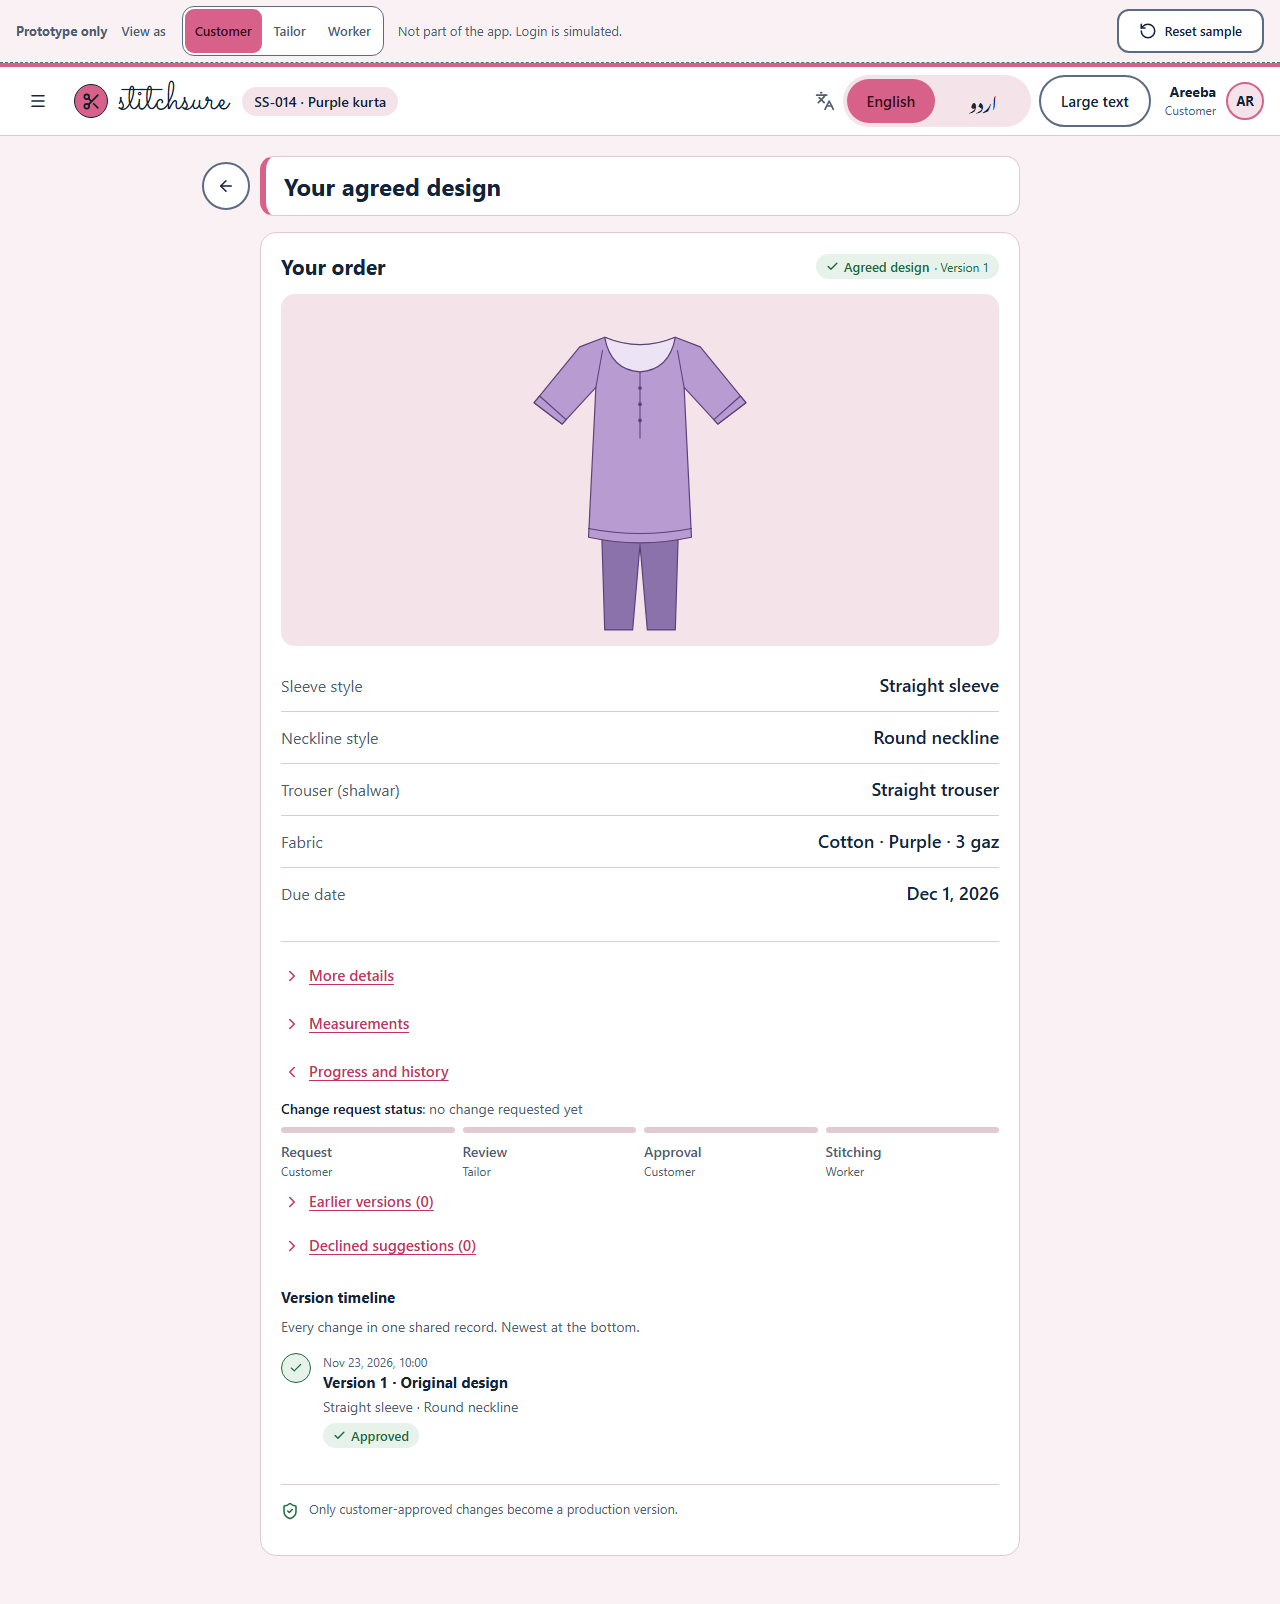 Prototype only View as Customer Tailor Worker Not part of the app. Login is simulated. Reset sample
stitchsure SS-014 · Purple kurta English اردو Large text Areeba
Customer
AR
Your agreed design
Your order Agreed design · Version 1
Sleeve style Straight sleeve
Neckline style Round neckline
Trouser (shalwar) Straight trouser
Fabric Cotton · Purple · 3 gaz
Due date Dec 1, 2026
More details
Measurements
Progress and history
Change request status: no change requested yet
Request Review Approval Stitching
Customer Tailor Customer Worker
Earlier versions (0)
Declined suggestions (0)
Version timeline
Every change in one shared record. Newest at the bottom.
Nov 23, 2026, 10:00
Version 1 · Original design
Straight sleeve · Round neckline
Approved
Only customer-approved changes become a production version.